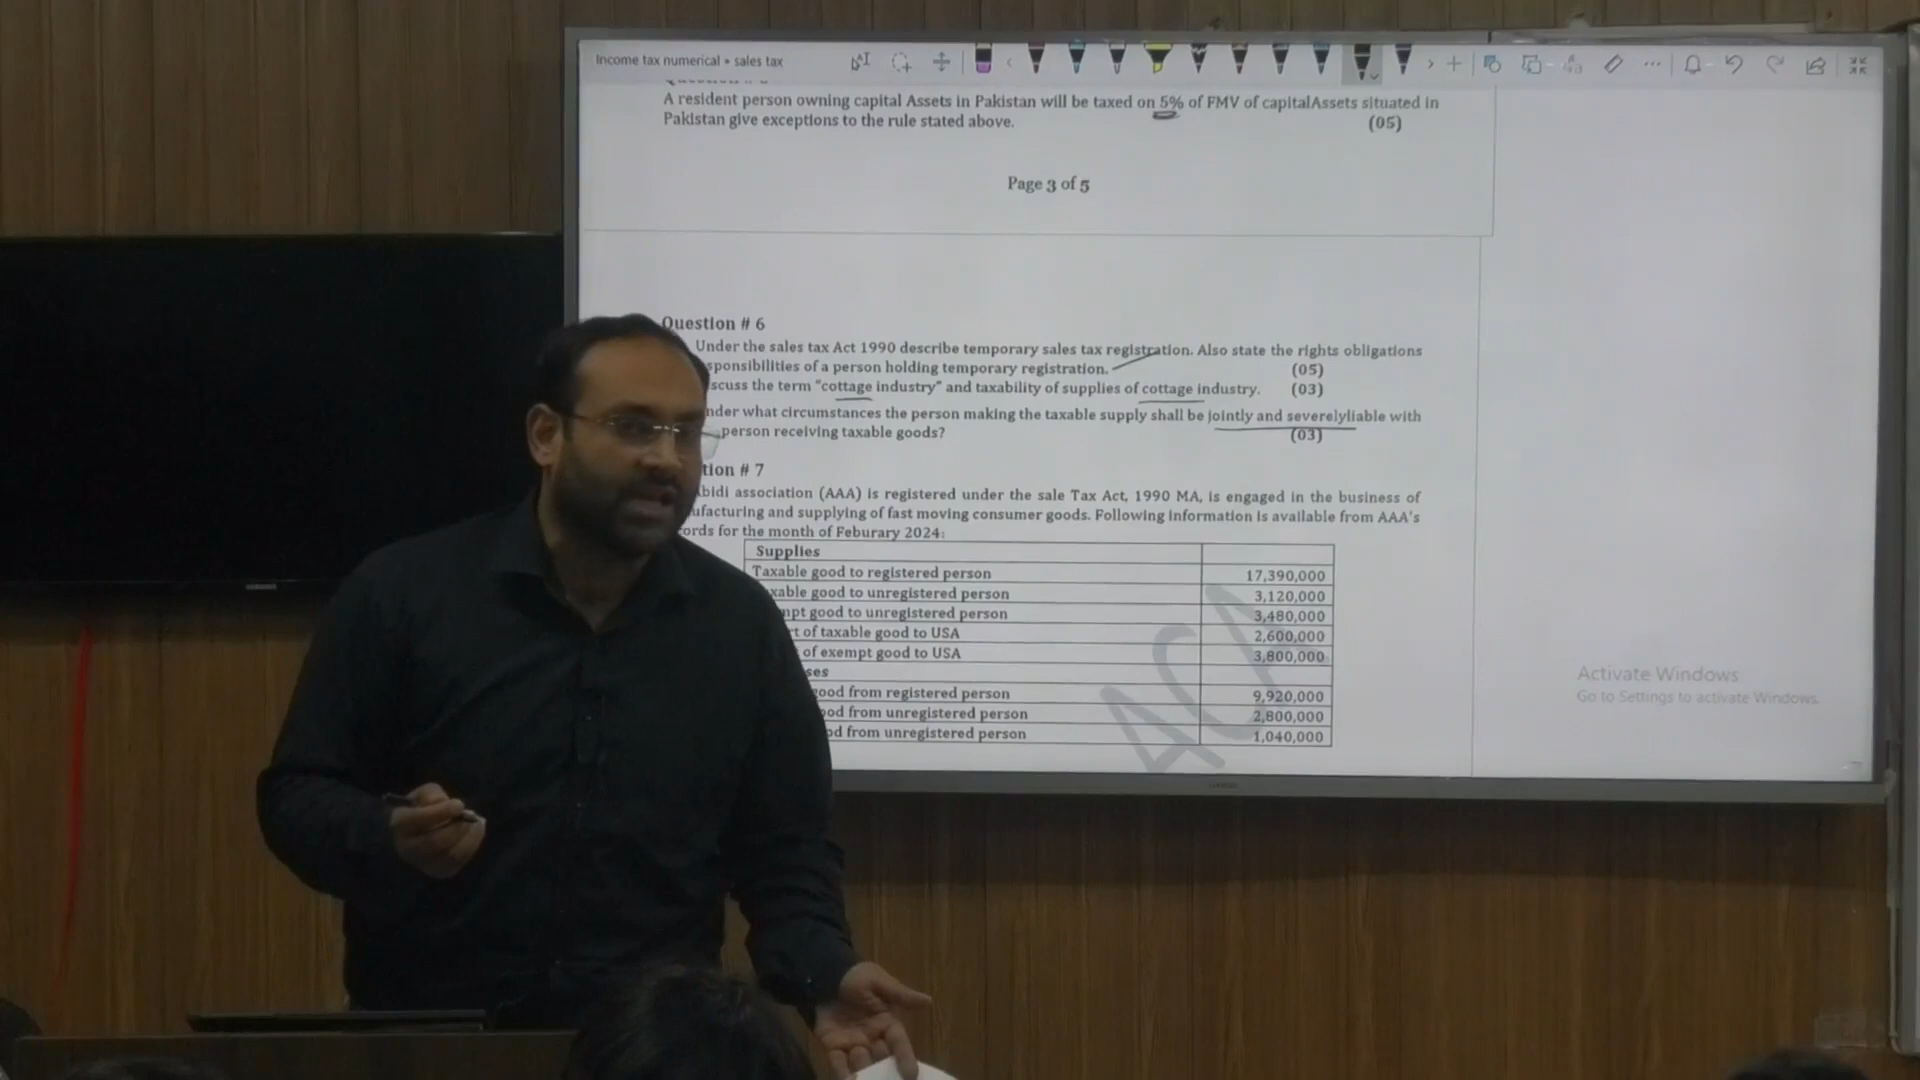 Income tax numerical + sales tax
A resident person owning capital Assets in Pakistan will be taxed on 5% of FMV of capitalAssets situated in
Pakistan give exceptions to the rule stated above. (05)
Page 3 of 5
Question # 6
Under the sales tax Act 1990 describe temporary sales tax registration. Also state the rights obligations
sponsibilities of a person holding temporary registration. (05)
scuss the term "cottage industry" and taxability of supplies of cottage industry. (03)
nder what circumstances the person making the taxable supply shall be jointly and severelyliable with
person receiving taxable goods? (03)
tion # 7
bidi association (AAA) is registered under the sale Tax Act, 1990 MA, is engaged in the business of
ufacturing and supplying of fast moving consumer goods. Following information is available from AAA's
ords for the month of Feburary 2024:
Supplies
Taxable good to registered person 17,390,000
xable good to unregistered person 3,120,000
mpt good to unregistered person 3,480,000
rt of taxable good to USA 2,600,000
of exempt good to USA 3,800,000
ses
good from registered person 9,920,000
ood from unregistered person 2,800,000
od from unregistered person 1,040,000
ACA
Activate Windows
Go to Settings to activate Windows.